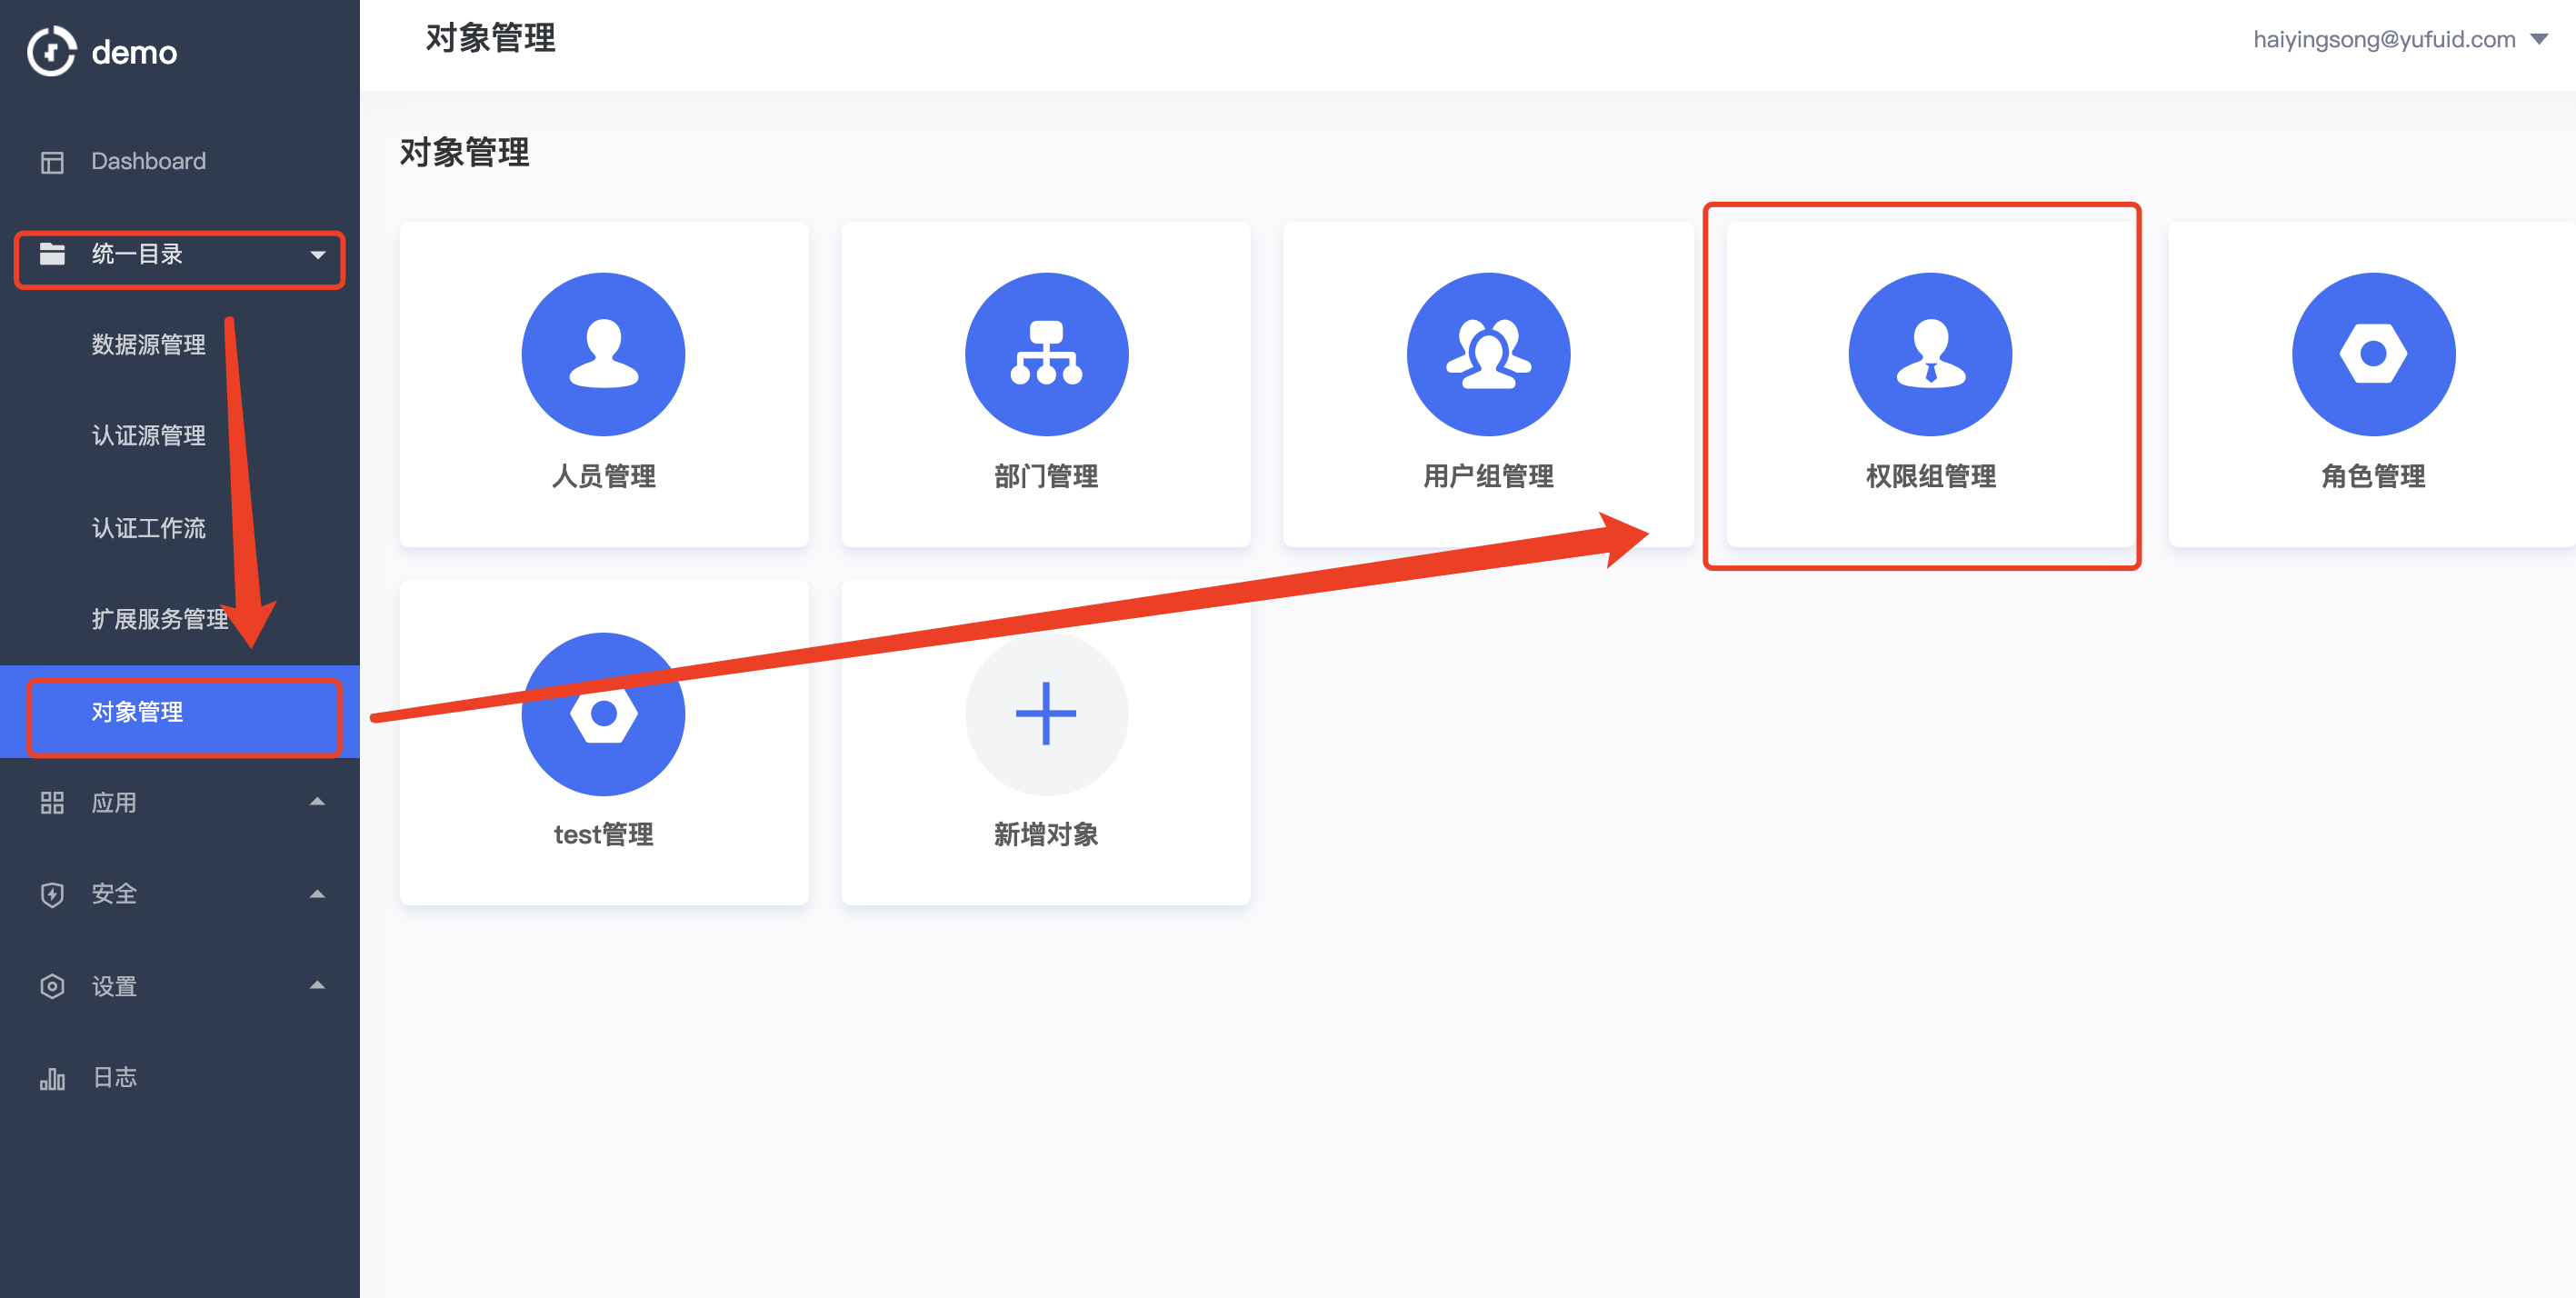 demo
对象管理
haiyingsong@yufuid.com
Dashboard
统一目录
数据源管理
认证源管理
认证工作流
扩展服务管理
对象管理
应用
安全
设置
日志
对象管理
人员管理
部门管理
用户组管理
权限组管理
角色管理
test管理
新增对象